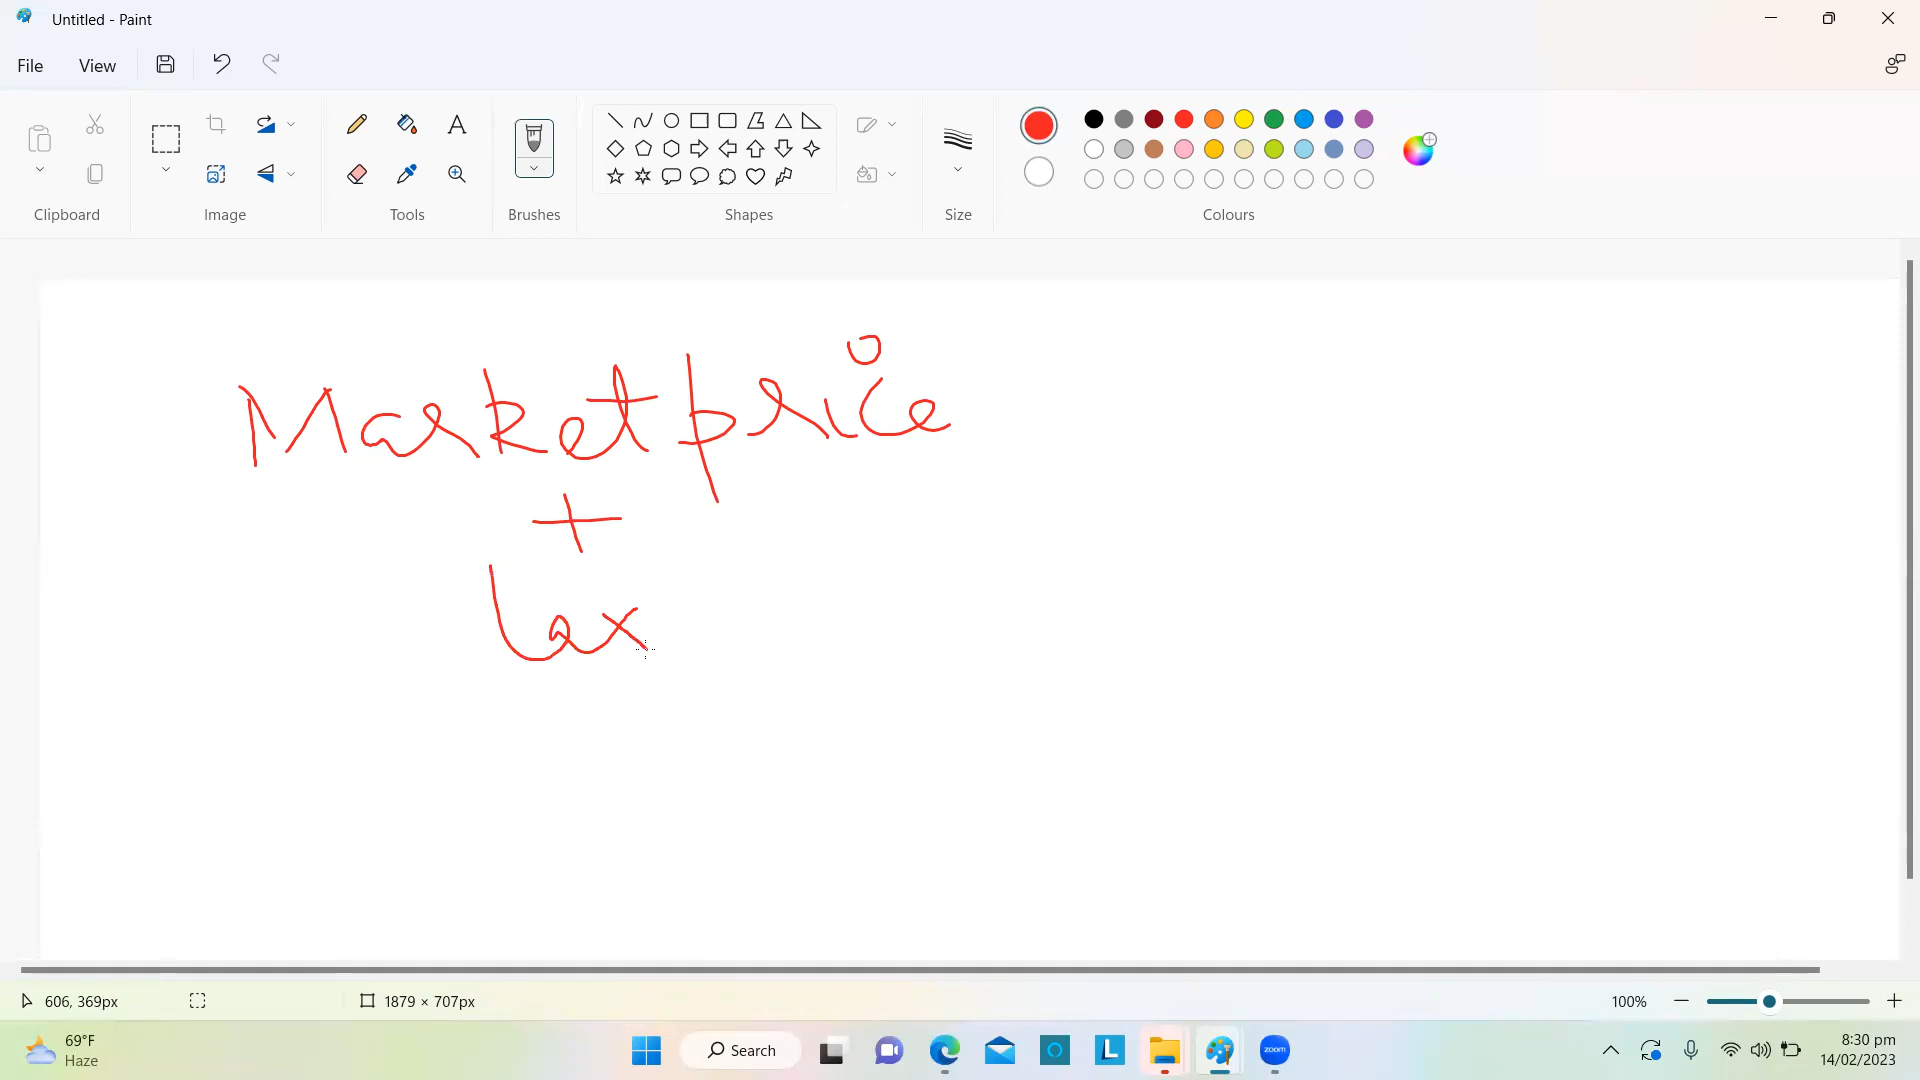 Untitled - Paint
File View
Clipboard Image Tools Brushes Shapes Size Colours
Market price
+
tax
606, 369px 1879 × 707px 100%
69°F
Haze
Search
zoom
8:30 pm
14/02/2023